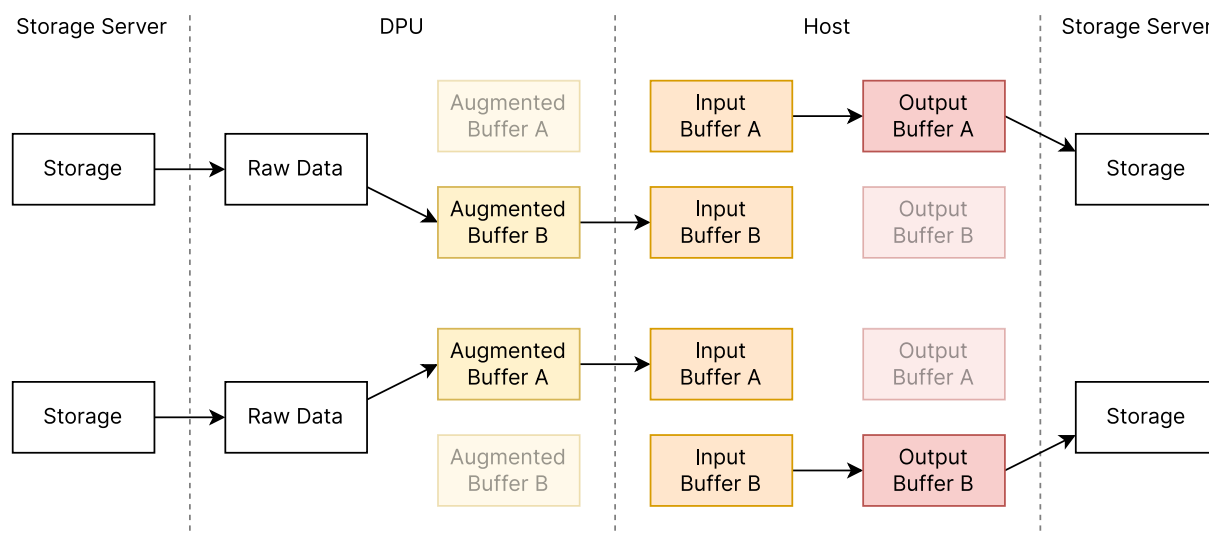 Storage Server
DPU
Host
Storage Server
Augmented
Buffer A
Input
Buffer A
Output
Buffer A
Storage
Raw Data
Storage
Augmented
Buffer B
Input
Buffer B
Output
Buffer B
Augmented
Buffer A
Input
Buffer A
Output
Buffer A
Storage
Raw Data
Storage
Augmented
Buffer B
Input
Buffer B
Output
Buffer B